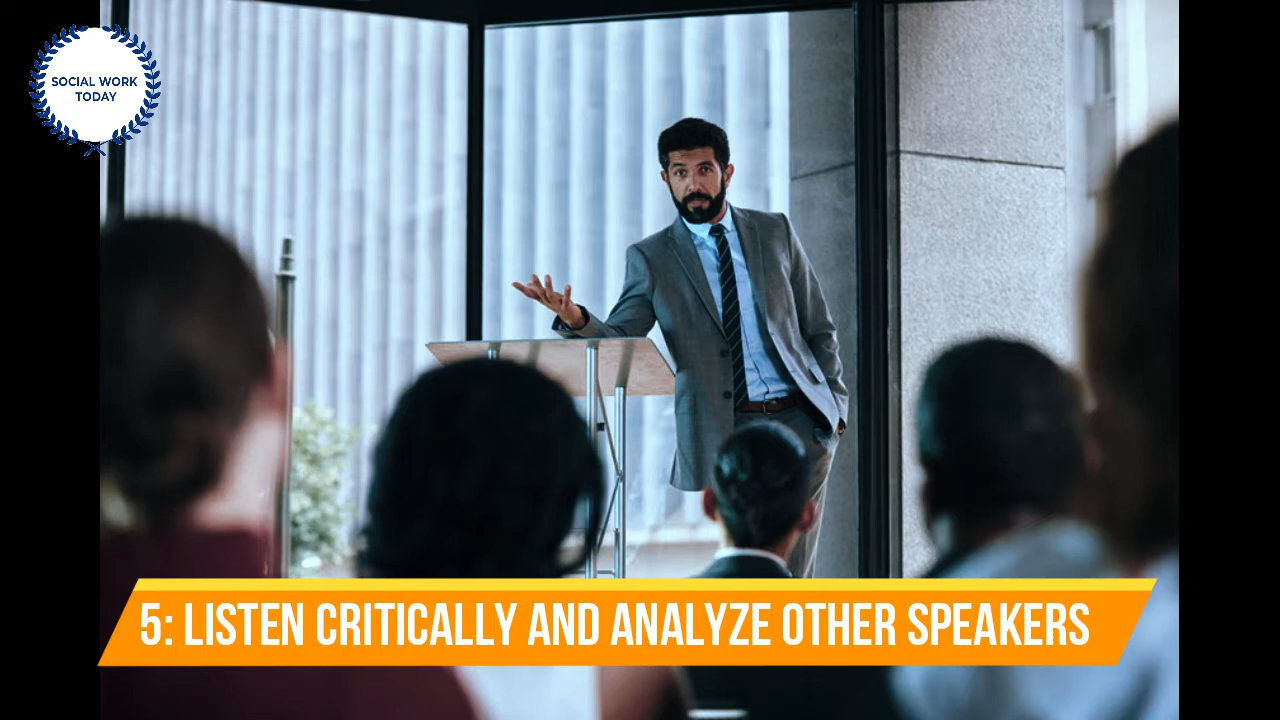 SOCIAL WORK
TODAY
5: LISTEN CRITICALLY AND ANALYZE OTHER SPEAKERS